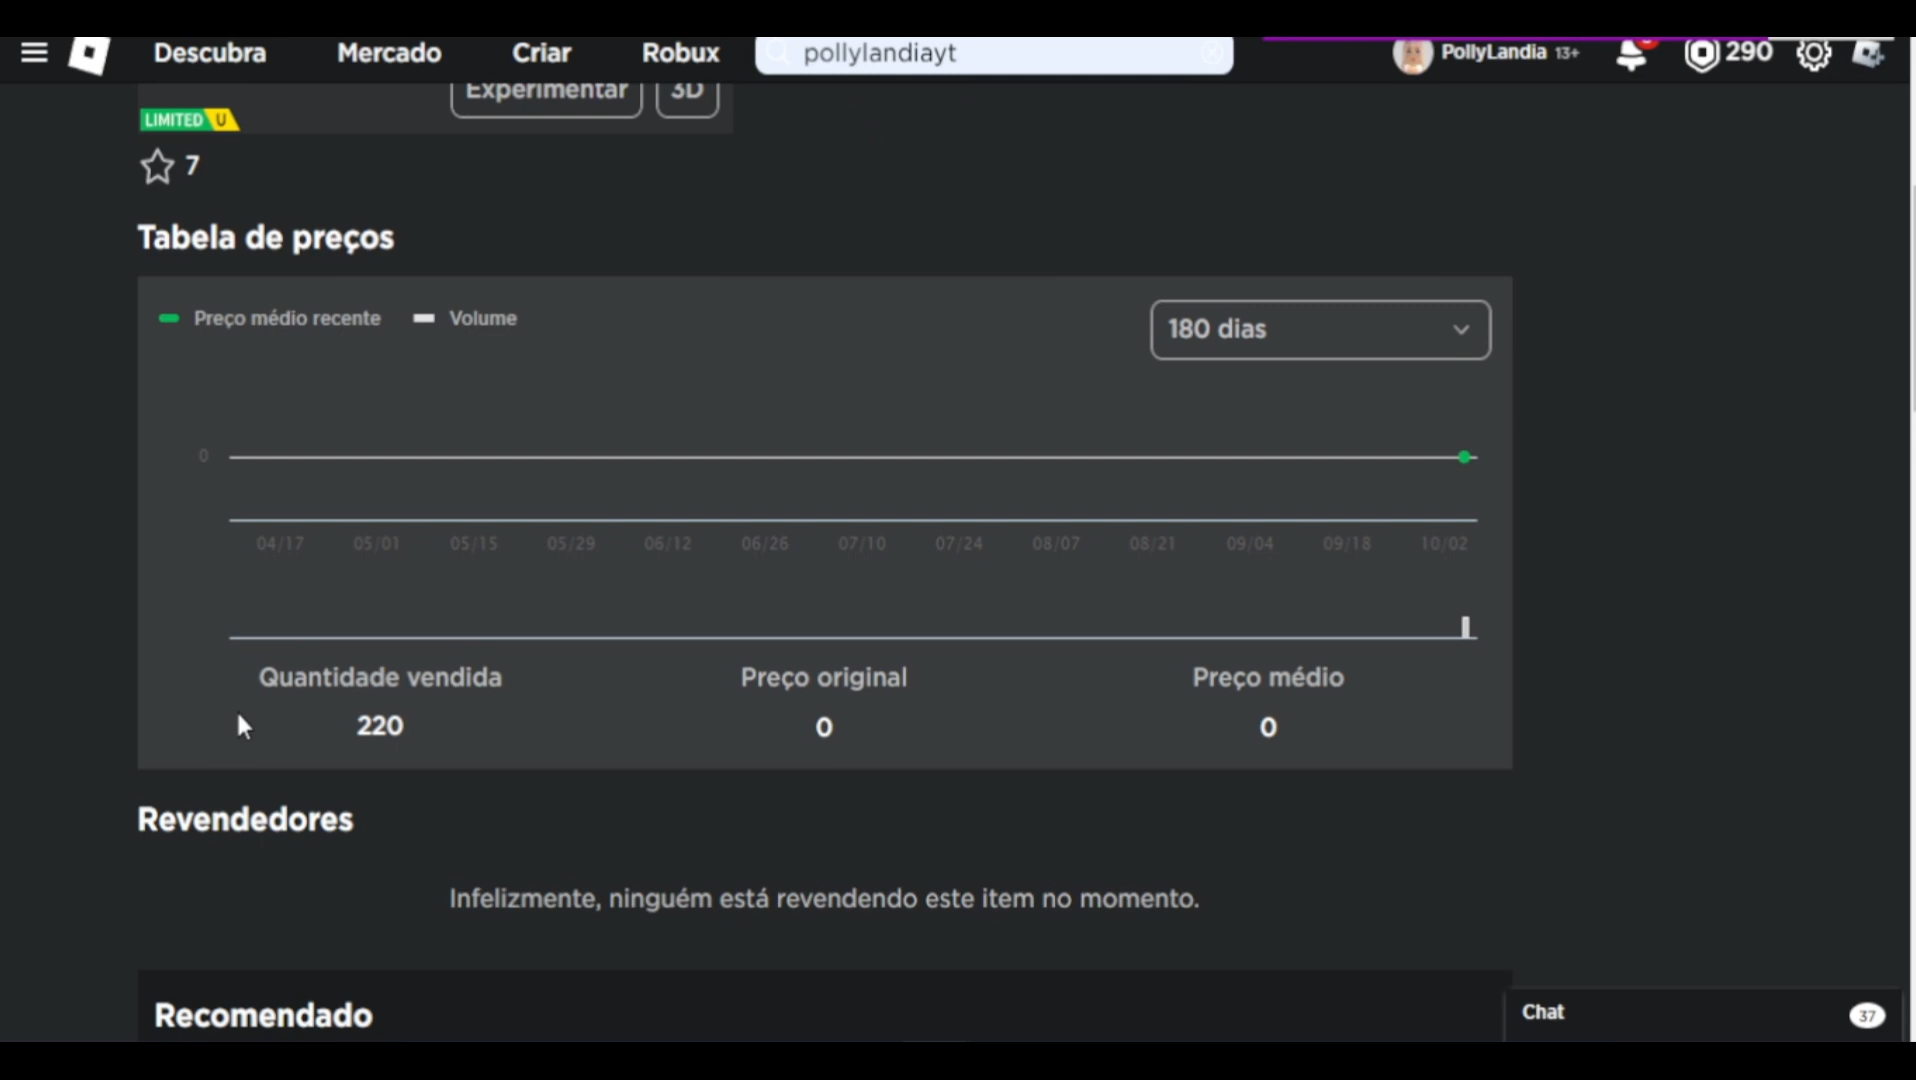 Descubra Mercado Criar Robux pollylandiayt PollyLandia 13+ 290
Experimentar 3D
LIMITED U
7
Tabela de preços
Preço médio recente Volume
180 dias
0
04/17 05/01 05/15 05/29 06/12 06/26 07/10 07/24 08/07 08/21 09/04 09/18 10/02
Quantidade vendida Preço original Preço médio
220 0 0
Revendedores
Infelizmente, ninguém está revendendo este item no momento.
Recomendado
Chat 37